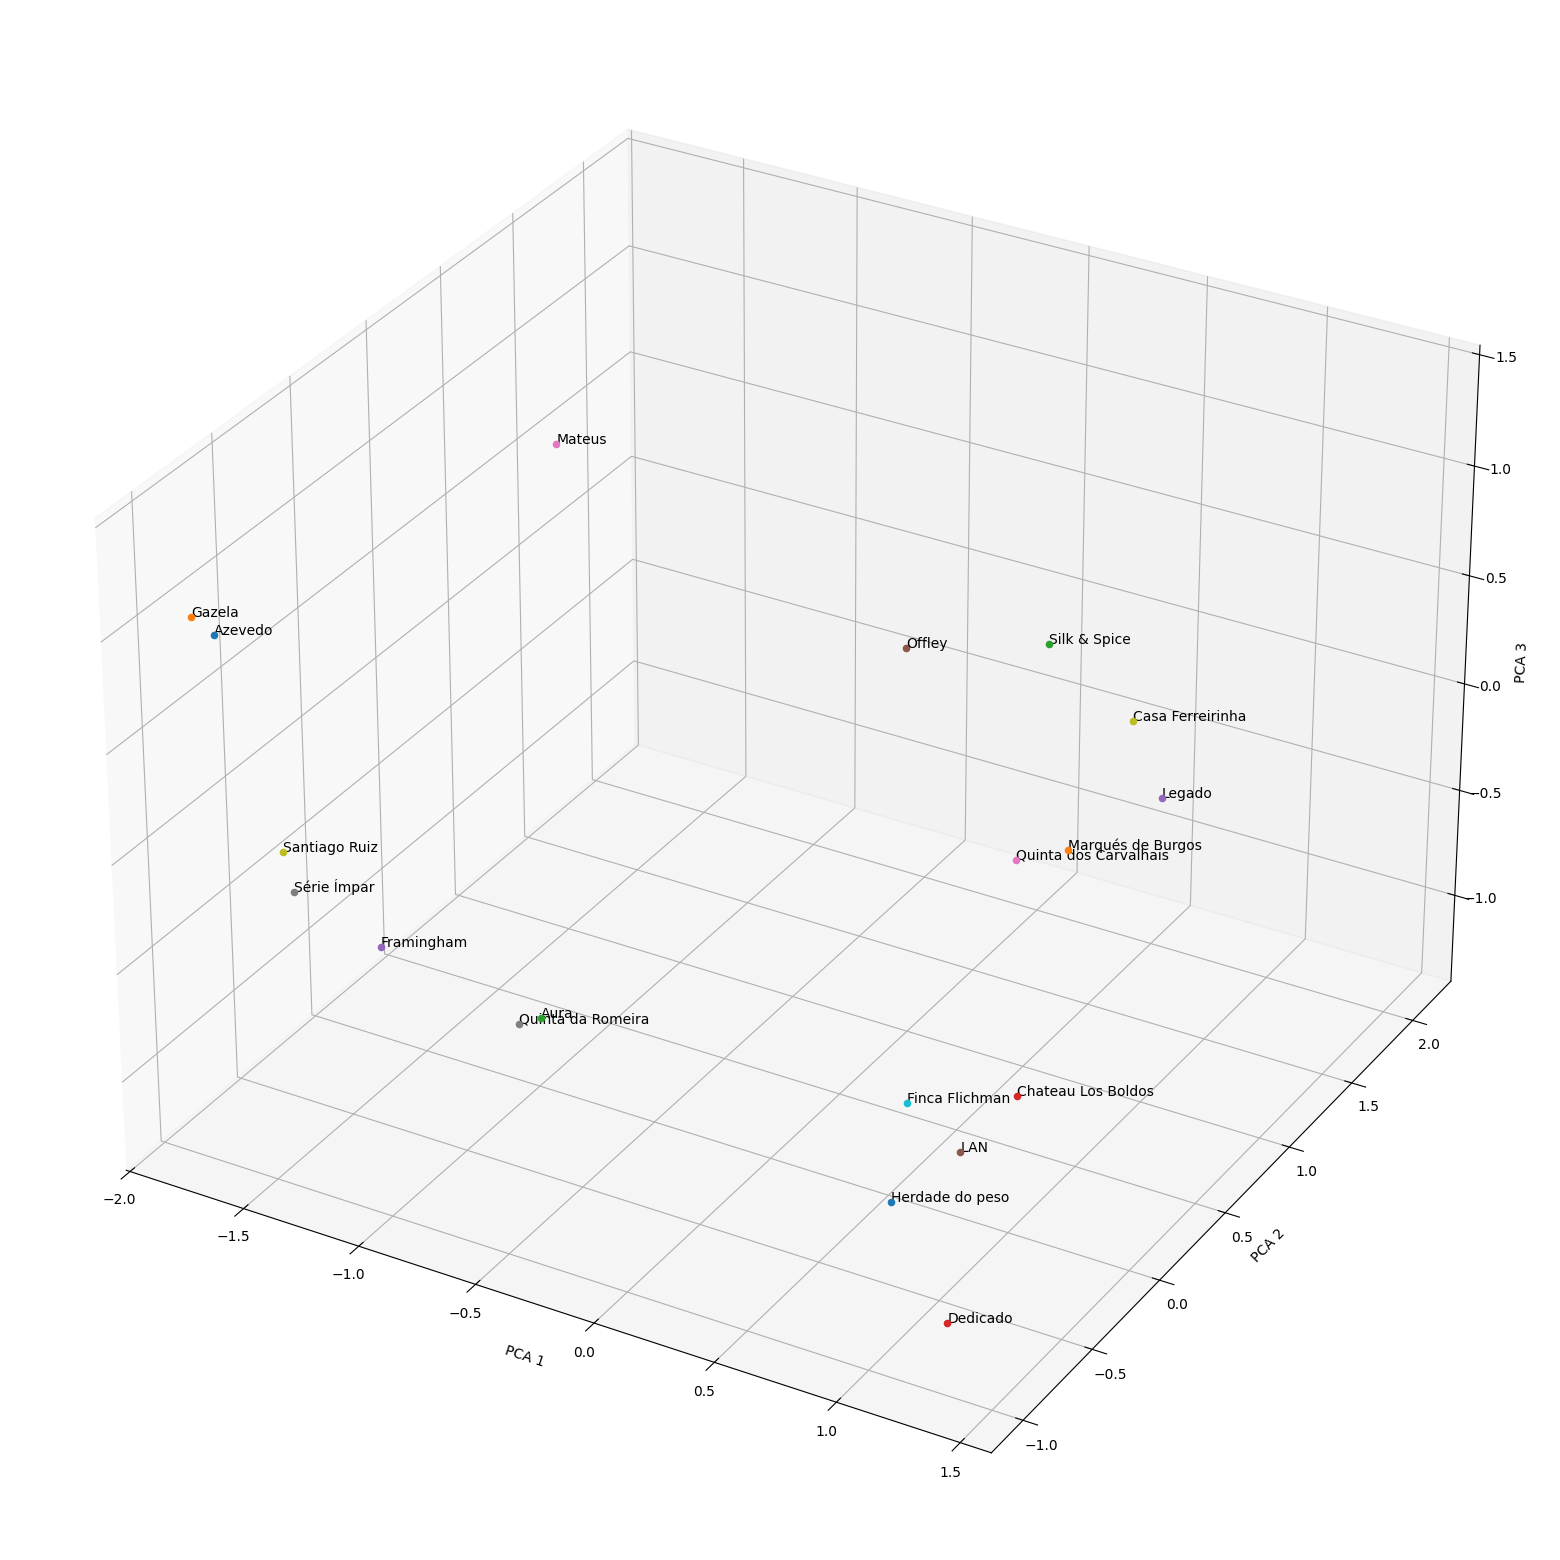 Mateus
Gazela
Azevedo
Offley
Silk & Spice
Casa Ferreirinha
Legado
Marqués de Burgos
Quinta dos Carvalhais
Santiago Ruiz
Série Ímpar
Framingham
Aura
Quinta da Romeira
Finca Flichman
Chateau Los Boldos
LAN
Herdade do peso
Dedicado
−2.0
−1.5
−1.0
−0.5
0.0
0.5
1.0
1.5
PCA 1
−1.0
−0.5
0.0
0.5
1.0
1.5
2.0
PCA 2
1.5
1.0
0.5
0.0
−0.5
−1.0
PCA 3